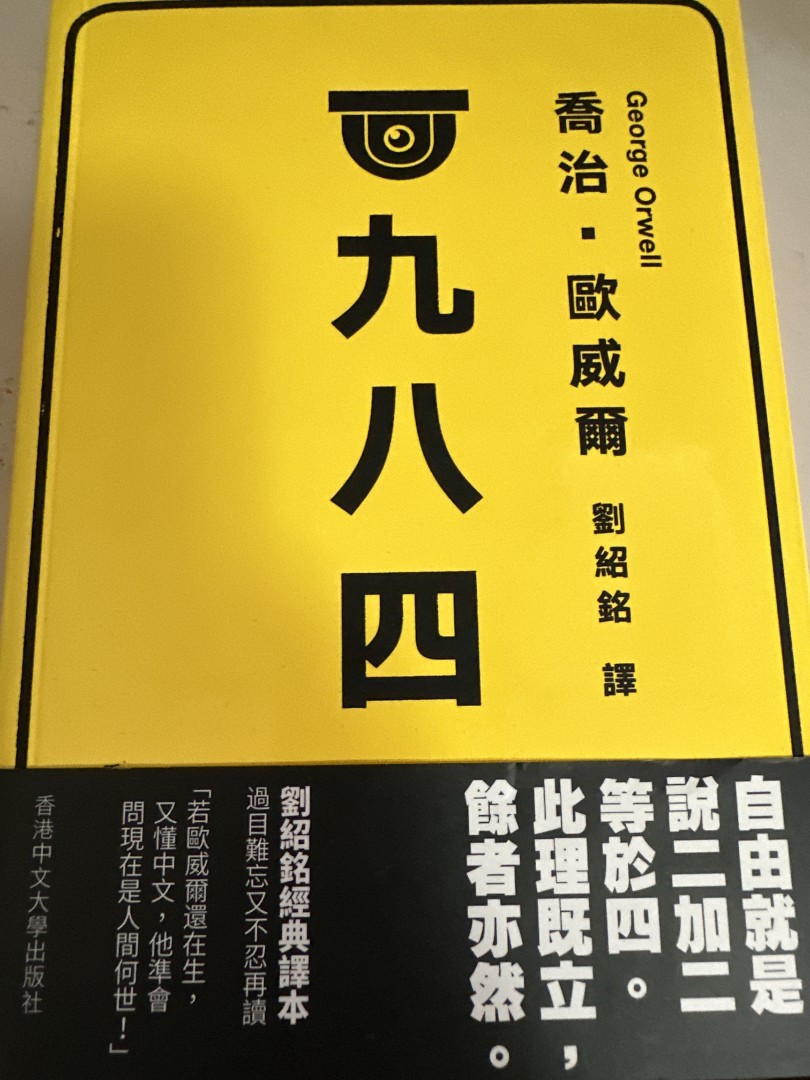 George Orwell
喬治·歐威爾 劉紹銘 譯
一九八四
自由就是
說二加二
等於四。
此理既立，
餘者亦然。
劉紹銘經典譯本
過目難忘又不忍再讀
「若歐威爾還在生，
又懂中文，他準會
問現在是人間何世！」
香港中文大學出版社